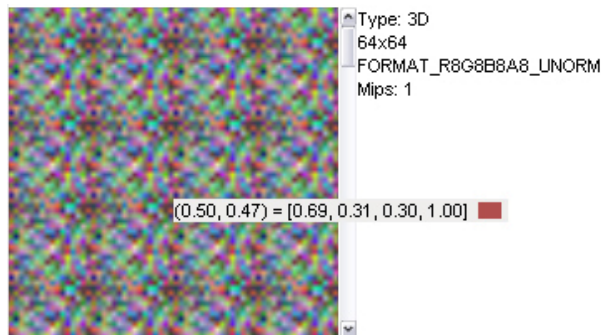 Type: 3D
64x64
FORMAT_R8G8B8A8_UNORM
Mips: 1
(0.50, 0.47) = [0.69, 0.31, 0.30, 1.00]